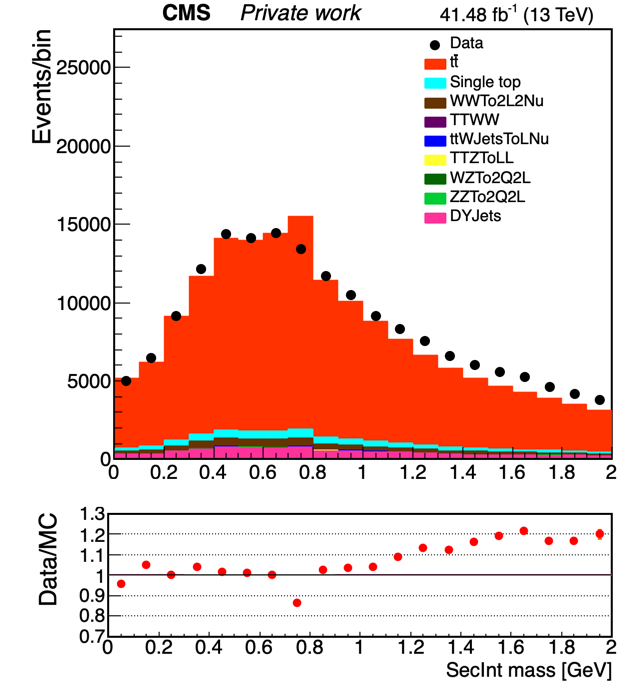 CMS Private work 41.48 fb⁻¹ (13 TeV)
Events/bin
25000
20000
15000
10000
5000
0
Data
tt̄
Single top
WWTo2L2Nu
TTWW
ttWJetsToLNu
TTZToLL
WZTo2Q2L
ZZTo2Q2L
DYJets
0 0.2 0.4 0.6 0.8 1 1.2 1.4 1.6 1.8 2
Data/MC
1.3
1.2
1.1
1
0.9
0.8
0.7
0 0.2 0.4 0.6 0.8 1 1.2 1.4 1.6 1.8 2
SecInt mass [GeV]